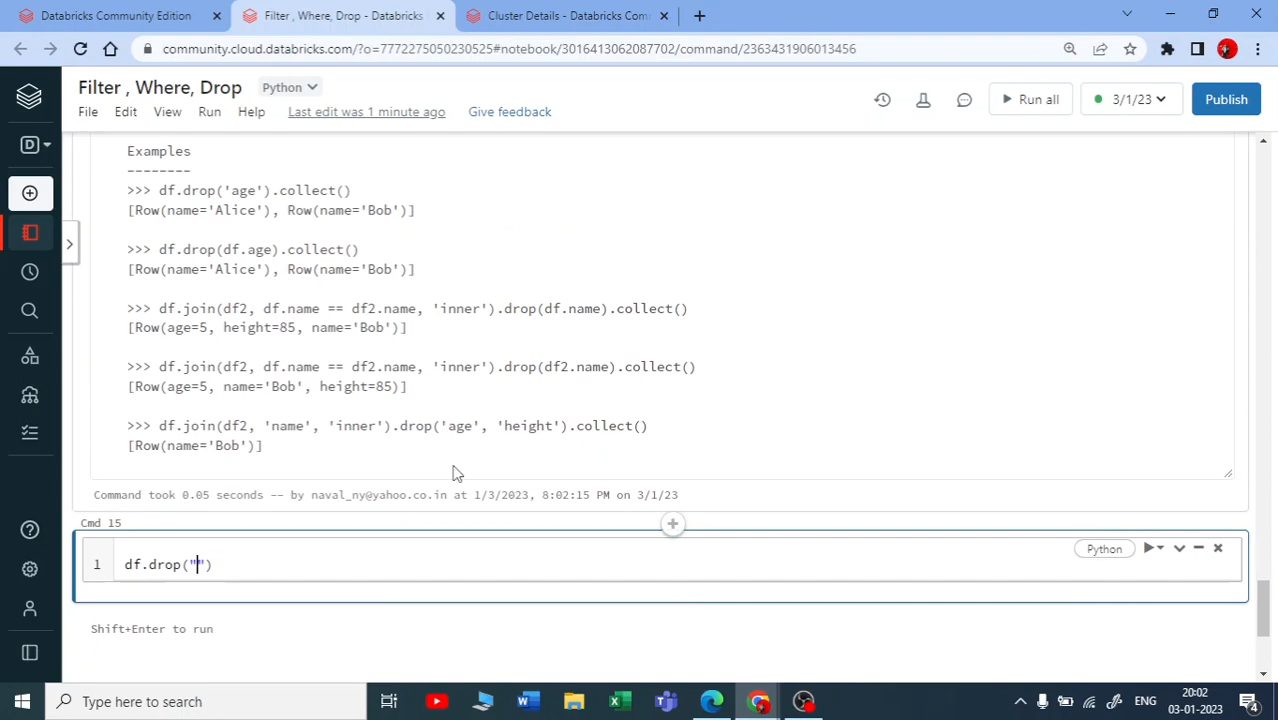 Databricks Community Edition
Filter , Where, Drop - Databricks
Cluster Details - Databricks Com
community.cloud.databricks.com/?o=7772275050230525#notebook/3016413062087702/command/2363431906013456
Filter , Where, Drop
Python
File Edit View Run Help Last edit was 1 minute ago Give feedback
Run all
3/1/23
Publish
D
Examples
--------
>>> df.drop('age').collect()
[Row(name='Alice'), Row(name='Bob')]
>>> df.drop(df.age).collect()
[Row(name='Alice'), Row(name='Bob')]
>>> df.join(df2, df.name == df2.name, 'inner').drop(df.name).collect()
[Row(age=5, height=85, name='Bob')]
>>> df.join(df2, df.name == df2.name, 'inner').drop(df2.name).collect()
[Row(age=5, name='Bob', height=85)]
>>> df.join(df2, 'name', 'inner').drop('age', 'height').collect()
[Row(name='Bob')]
Command took 0.05 seconds -- by naval_ny@yahoo.co.in at 1/3/2023, 8:02:15 PM on 3/1/23
Cmd 15
Python
1 df.drop("")
Shift+Enter to run
Type here to search
ENG
20:02
03-01-2023
4